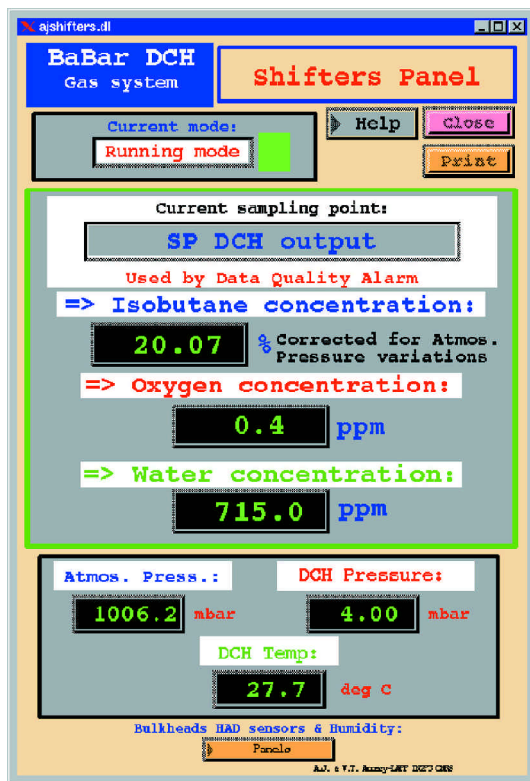 ajshifters.dl
BaBar DCH
Gas system
Shifters Panel
Current mode:
Running mode
Help
Close
Print
Current sampling point:
SP DCH output
Used by Data Quality Alarm
=> Isobutane concentration:
20.07 % Corrected for Atmos.
Pressure variations
=> Oxygen concentration:
0.4 ppm
=> Water concentration:
715.0 ppm
Atmos. Press.:
1006.2 mbar
DCH Pressure:
4.00 mbar
DCH Temp:
27.7 deg C
Bulkheads HAD sensors & Humidity:
Panels